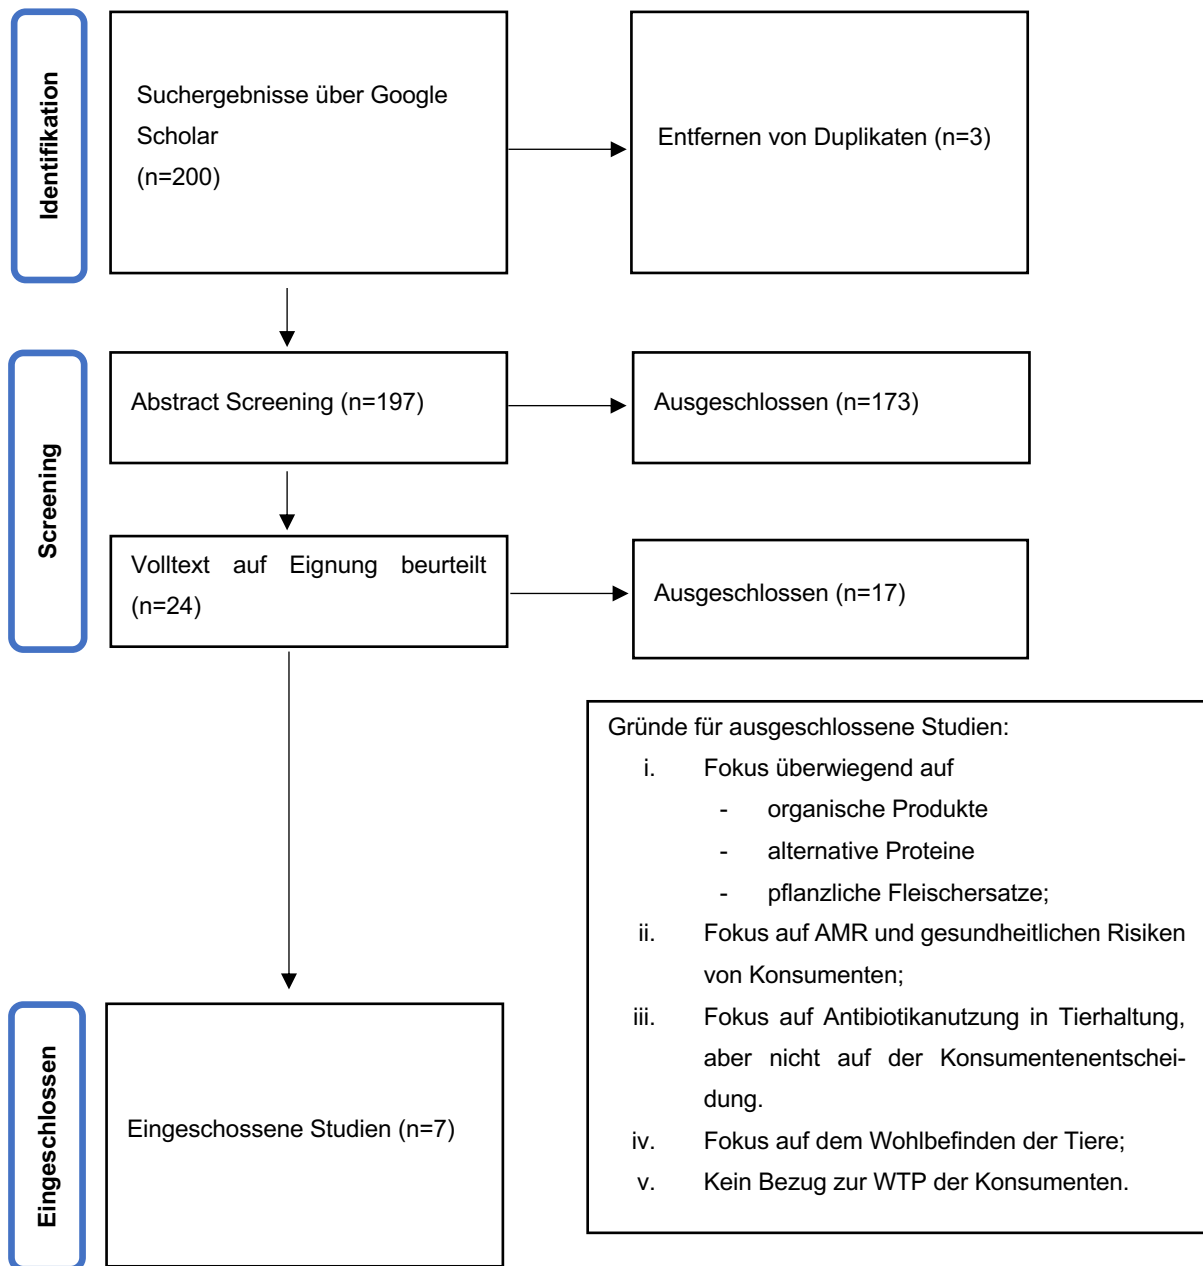 Identifikation
Suchergebnisse über Google
Scholar
(n=200)
Entfernen von Duplikaten (n=3)
Screening
Abstract Screening (n=197)
Ausgeschlossen (n=173)
Volltext auf Eignung beurteilt
(n=24)
Ausgeschlossen (n=17)
Gründe für ausgeschlossene Studien:
i. Fokus überwiegend auf
- organische Produkte
- alternative Proteine
- pflanzliche Fleischersatze;
ii. Fokus auf AMR und gesundheitlichen Risiken
von Konsumenten;
iii. Fokus auf Antibiotikanutzung in Tierhaltung,
aber nicht auf der Konsumentenentschei-
dung.
iv. Fokus auf dem Wohlbefinden der Tiere;
v. Kein Bezug zur WTP der Konsumenten.
Eingeschlossen
Eingeschossene Studien (n=7)